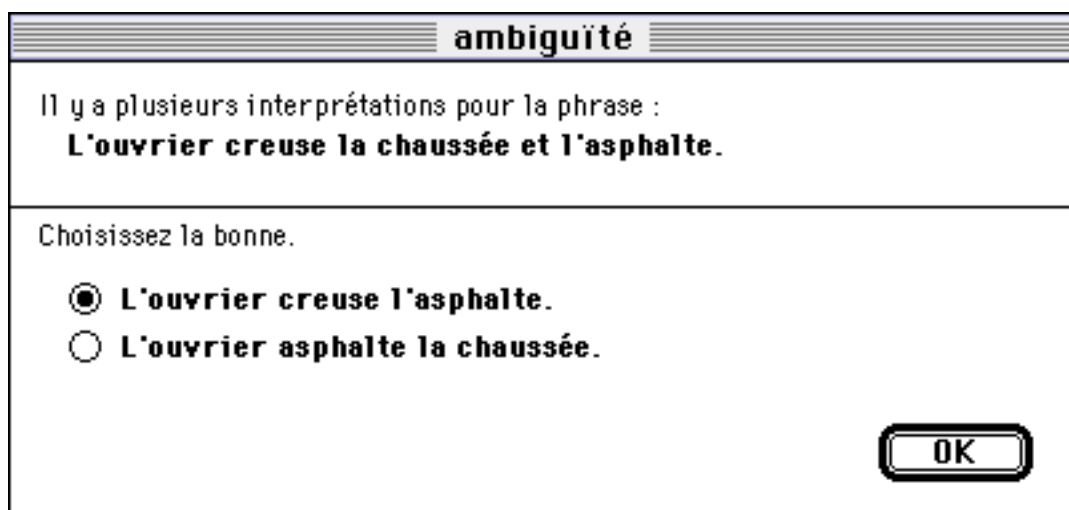 ambiguïté
Il y a plusieurs interprétations pour la phrase :
L'ouvrier creuse la chaussée et l'asphalte.
Choisissez la bonne.
L'ouvrier creuse l'asphalte.
L'ouvrier asphalte la chaussée.
OK